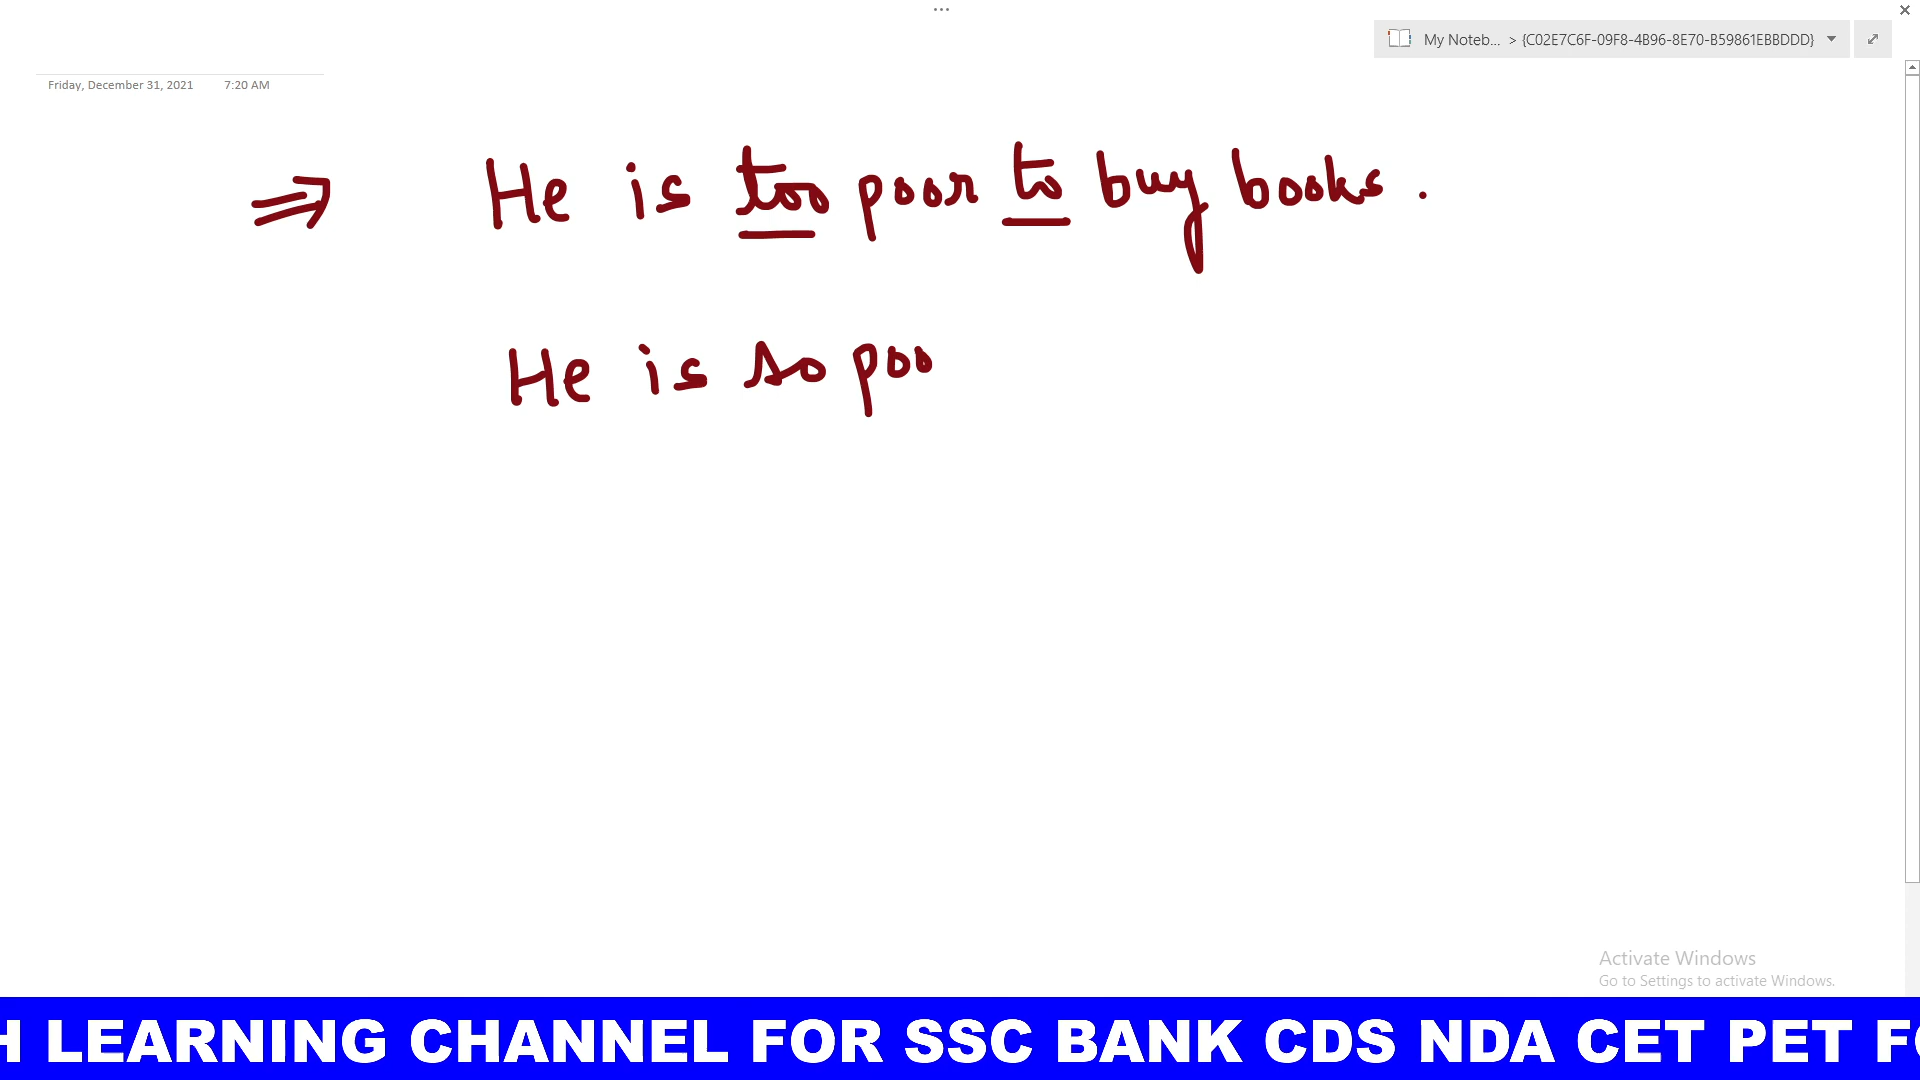 ...
My Noteb... > {C02E7C6F-09F8-4B96-8E70-B59861EBBDDD}
Friday, December 31, 2021 7:20 AM
⇒ He is too poor to buy books.
He is so poo
Activate Windows
Go to Settings to activate Windows.
H LEARNING CHANNEL FOR SSC BANK CDS NDA CET PET FO